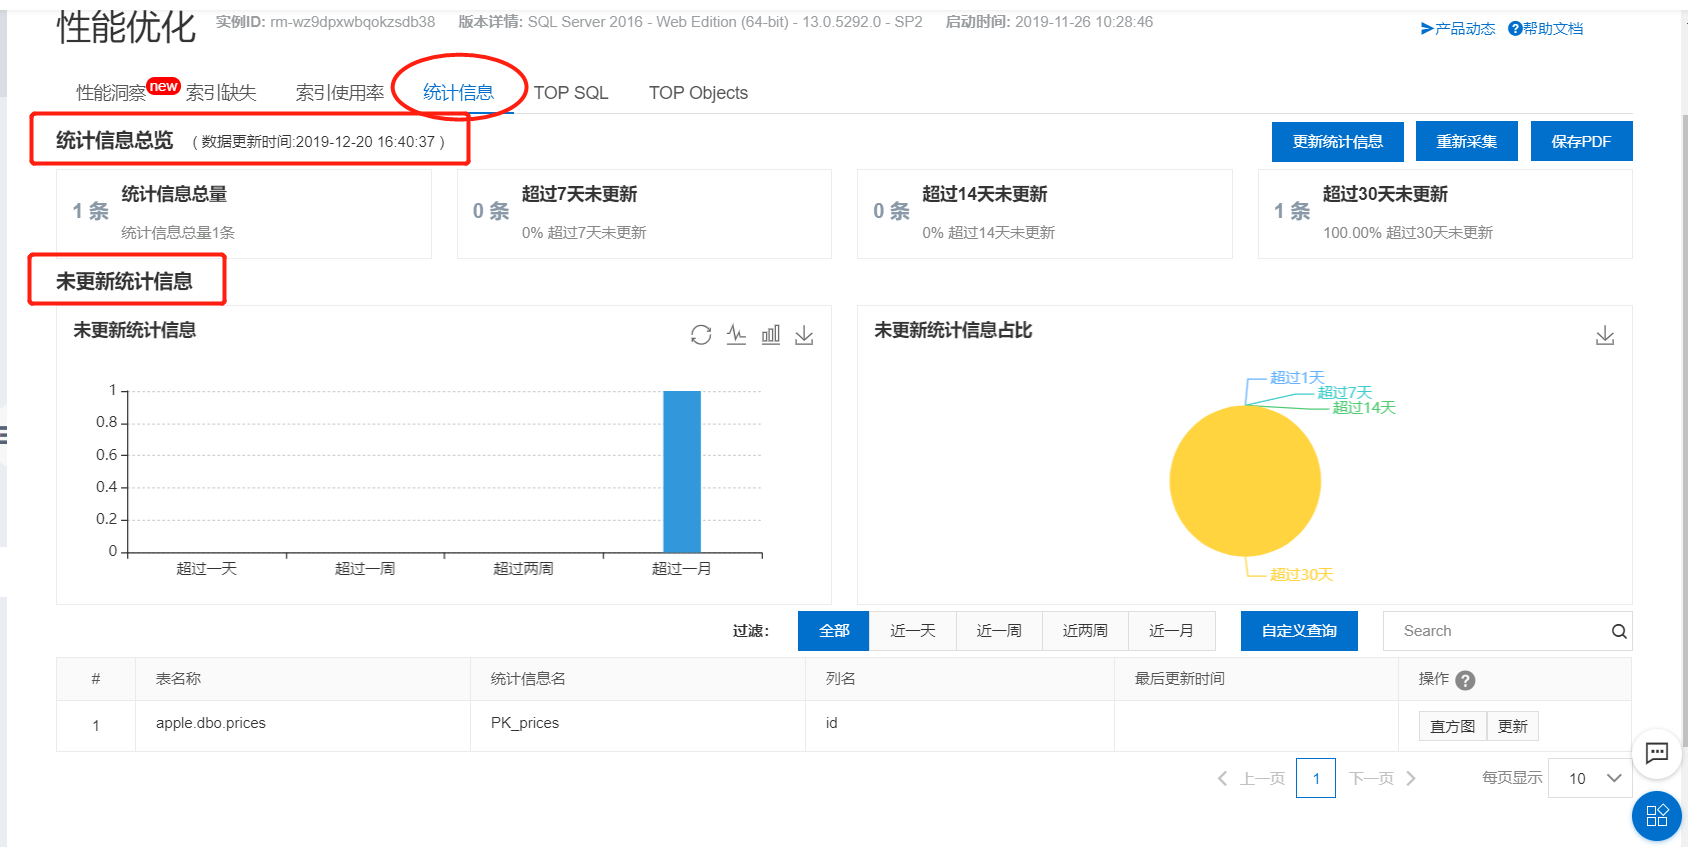 性能优化 实例ID: rm-wz9dpxwbqokzsdb38 版本详情: SQL Server 2016 - Web Edition (64-bit) - 13.0.5292.0 - SP2 启动时间: 2019-11-26 10:28:46
产品动态 帮助文档
性能洞察 new 索引缺失 索引使用率 统计信息 TOP SQL TOP Objects
统计信息总览 ( 数据更新时间:2019-12-20 16:40:37 ) 更新统计信息 重新采集 保存PDF
1 条 统计信息总量
统计信息总量1条
0 条 超过7天未更新
0% 超过7天未更新
0 条 超过14天未更新
0% 超过14天未更新
1 条 超过30天未更新
100.00% 超过30天未更新
未更新统计信息
未更新统计信息
1
0.8
0.6
0.4
0.2
0
超过一天 超过一周 超过两周 超过一月
未更新统计信息占比
超过1天
超过7天
超过14天
超过30天
过滤: 全部 近一天 近一周 近两周 近一月 自定义查询 Search
# 表名称 统计信息名 列名 最后更新时间 操作 ?
1 apple.dbo.prices PK_prices id 直方图 更新
上一页 1 下一页 每页显示 10